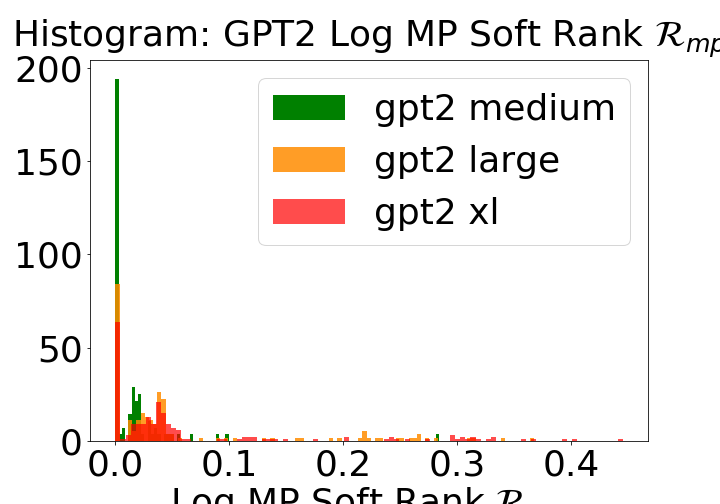 Histogram: GPT2 Log MP Soft Rank ℛmp
200
150
100
50
0
gpt2 medium
gpt2 large
gpt2 xl
0.0 0.1 0.2 0.3 0.4
Log MP Soft Rank ℛ